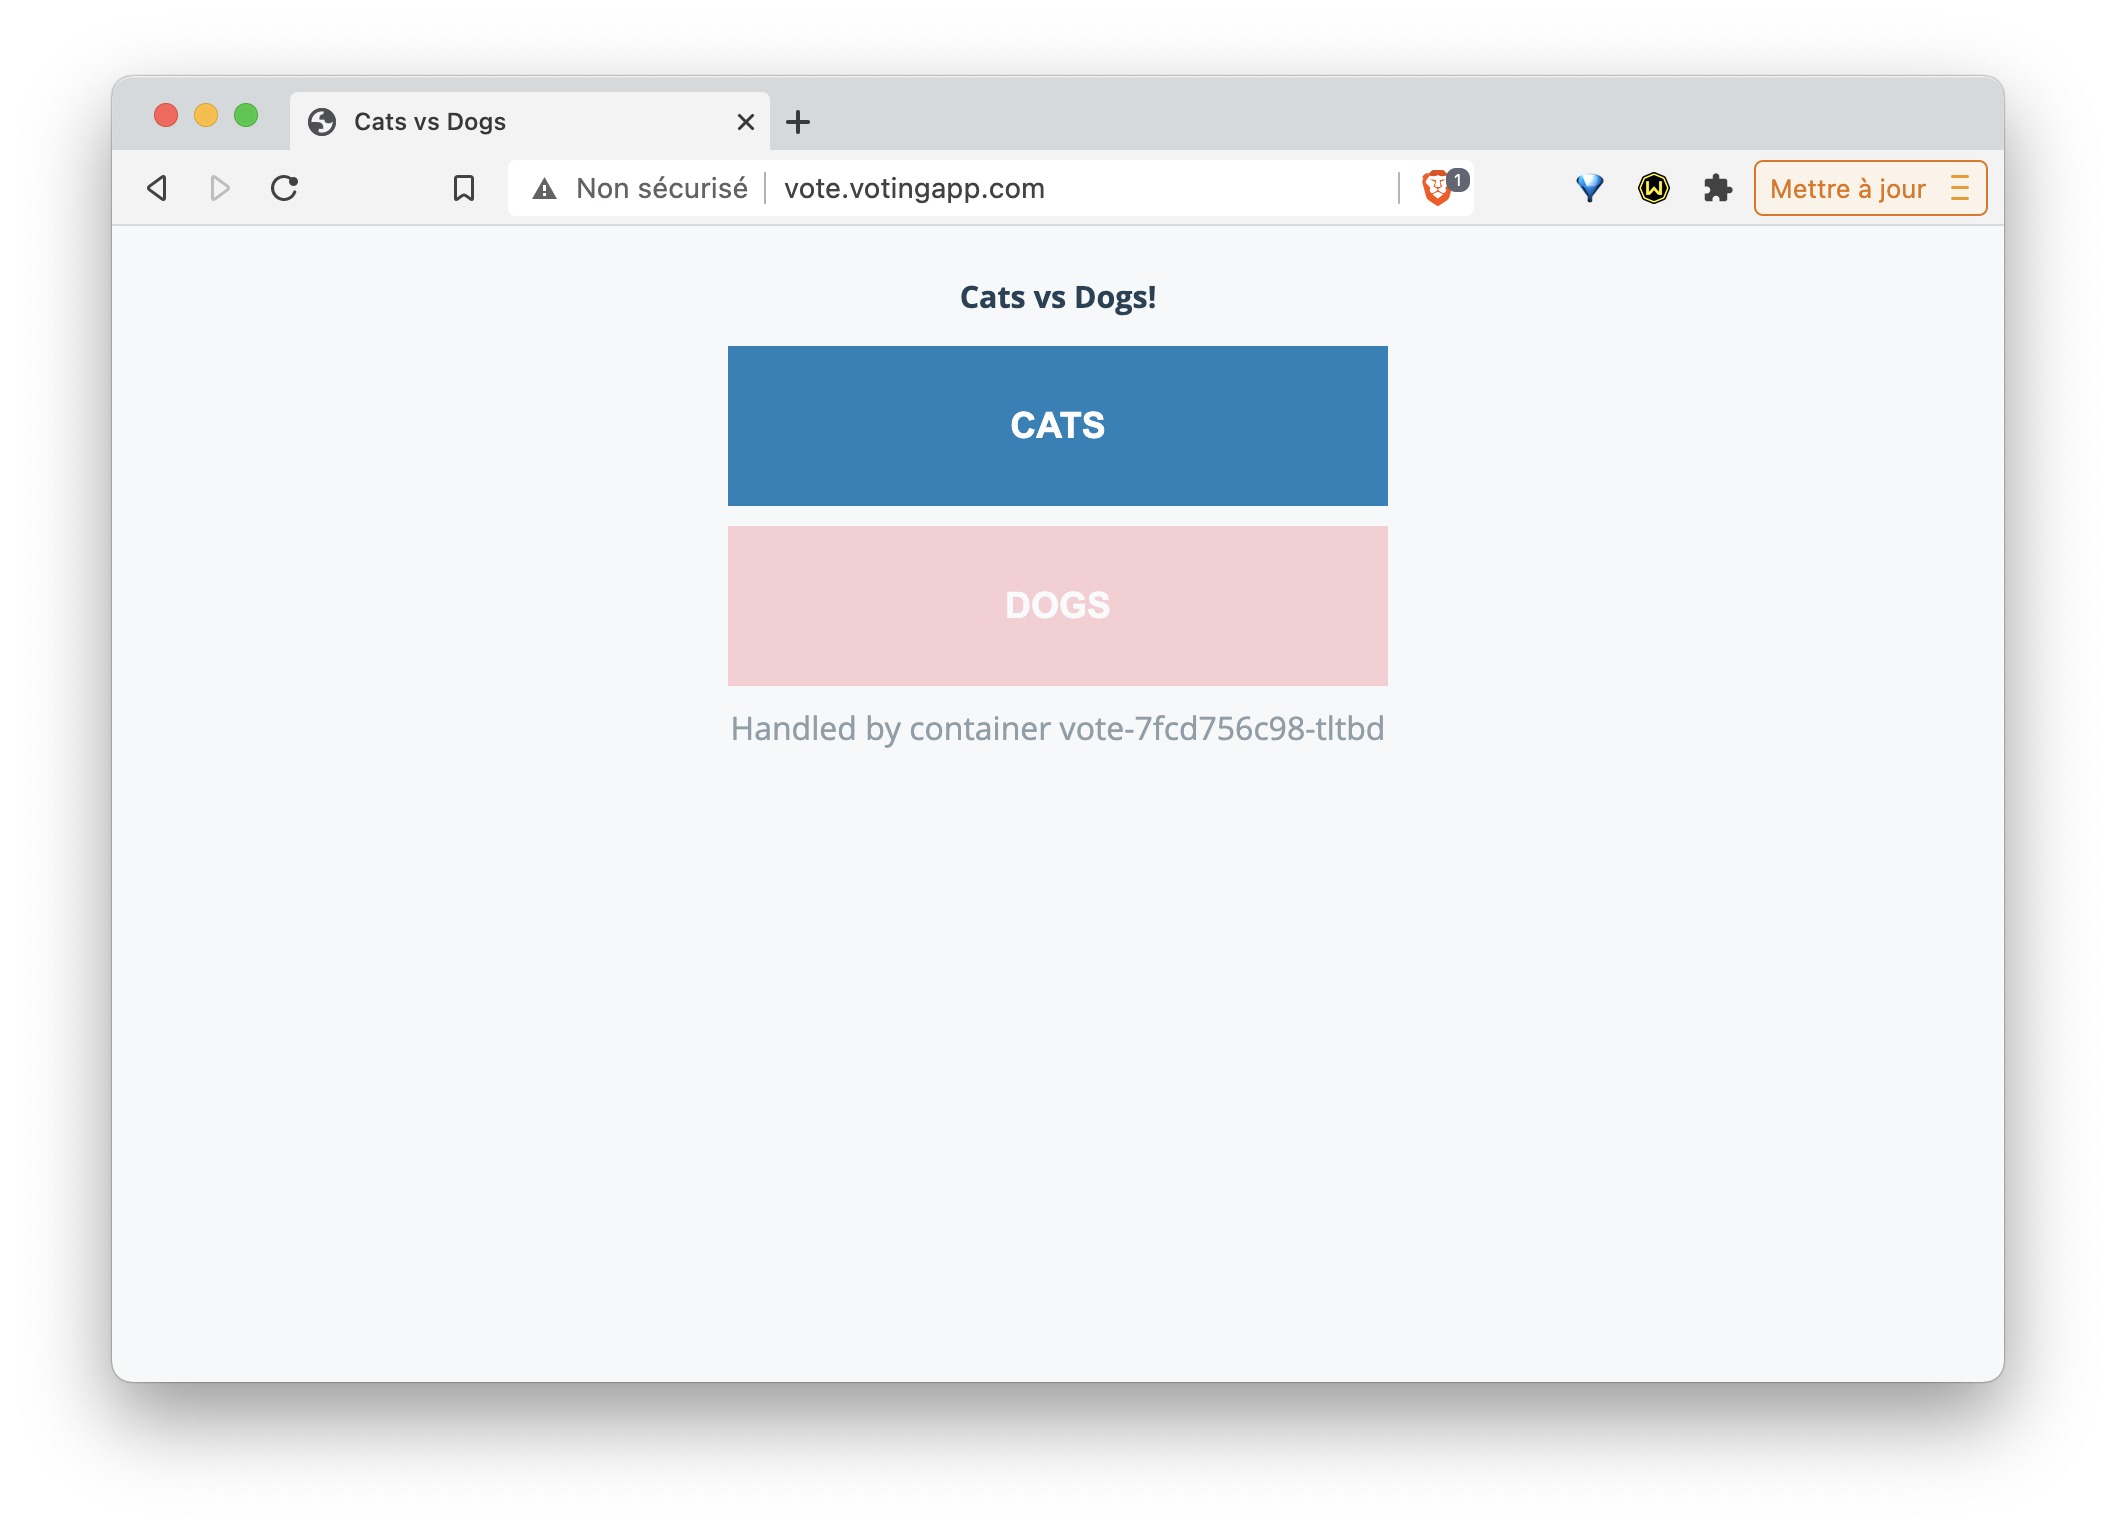 Cats vs Dogs
Non sécurisé
vote.votingapp.com
1
Mettre à jour
Cats vs Dogs!
CATS
DOGS
Handled by container vote-7fcd756c98-tltbd